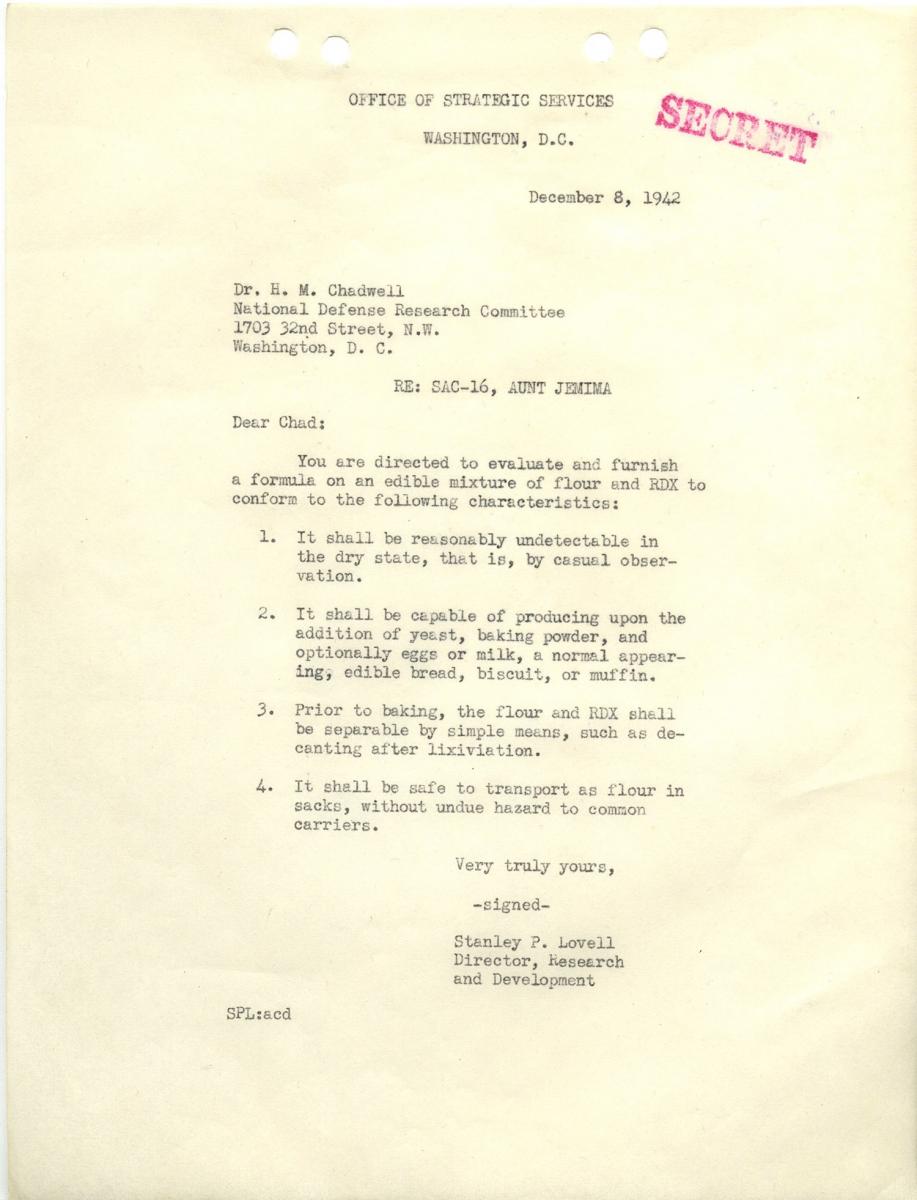 OFFICE OF STRATEGIC SERVICES
SECRET
WASHINGTON, D.C.
December 8, 1942
Dr. H. M. Chadwell
National Defense Research Committee
1703 32nd Street, N.W.
Washington, D. C.
RE: SAC-16, AUNT JEMIMA
Dear Chad:
You are directed to evaluate and furnish
a formula on an edible mixture of flour and RDX to
conform to the following characteristics:
1. It shall be reasonably undetectable in
the dry state, that is, by casual obser-
vation.
2. It shall be capable of producing upon the
addition of yeast, baking powder, and
optionally eggs or milk, a normal appear-
ing, edible bread, biscuit, or muffin.
3. Prior to baking, the flour and RDX shall
be separable by simple means, such as de-
canting after lixiviation.
4. It shall be safe to transport as flour in
sacks, without undue hazard to common
carriers.
Very truly yours,
-signed-
Stanley P. Lovell
Director, Research
and Development
SPL:acd